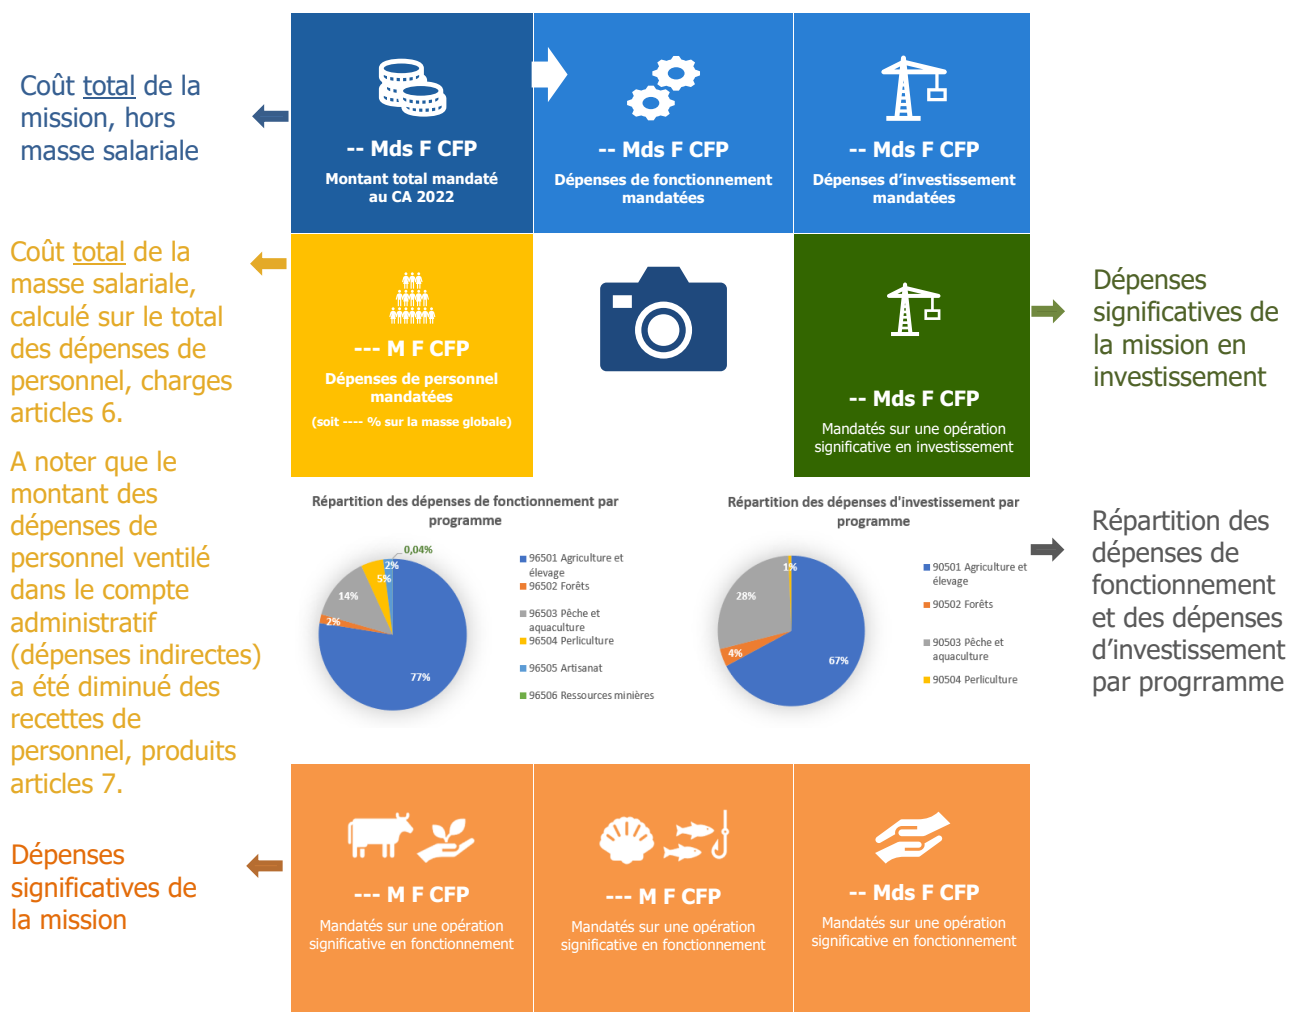 Coût total de la
mission, hors
masse salariale
-- Mds F CFP
Montant total mandaté
au CA 2022
-- Mds F CFP
Dépenses de fonctionnement
mandatées
-- Mds F CFP
Dépenses d’investissement
mandatées
Coût total de la
masse salariale,
calculé sur le total
des dépenses de
personnel, charges
articles 6.
A noter que le
montant des
dépenses de
personnel ventilé
dans le compte
administratif
(dépenses indirectes)
a été diminué des
recettes de
personnel, produits
articles 7.
--- M F CFP
Dépenses de personnel
mandatées
(soit ---- % sur la masse globale)
-- Mds F CFP
Mandatés sur une opération
significative en investissement
Dépenses
significatives de
la mission en
investissement
Répartition des dépenses de fonctionnement par
programme
0,04%
2%
5%
14%
2%
77%
96501 Agriculture et
élevage
96502 Forêts
96503 Pêche et
aquaculture
96504 Perliculture
96505 Artisanat
96506 Ressources minières
Répartition des dépenses d'investissement par
programme
1%
28%
4%
67%
90501 Agriculture et
élevage
90502 Forêts
90503 Pêche et
aquaculture
90504 Perliculture
Répartition des
dépenses de
fonctionnement
et des dépenses
d’investissement
par progrramme
Dépenses
significatives de
la mission
--- M F CFP
Mandatés sur une opération
significative en fonctionnement
--- M F CFP
Mandatés sur une opération
significative en fonctionnement
-- Mds F CFP
Mandatés sur une opération
significative en fonctionnement